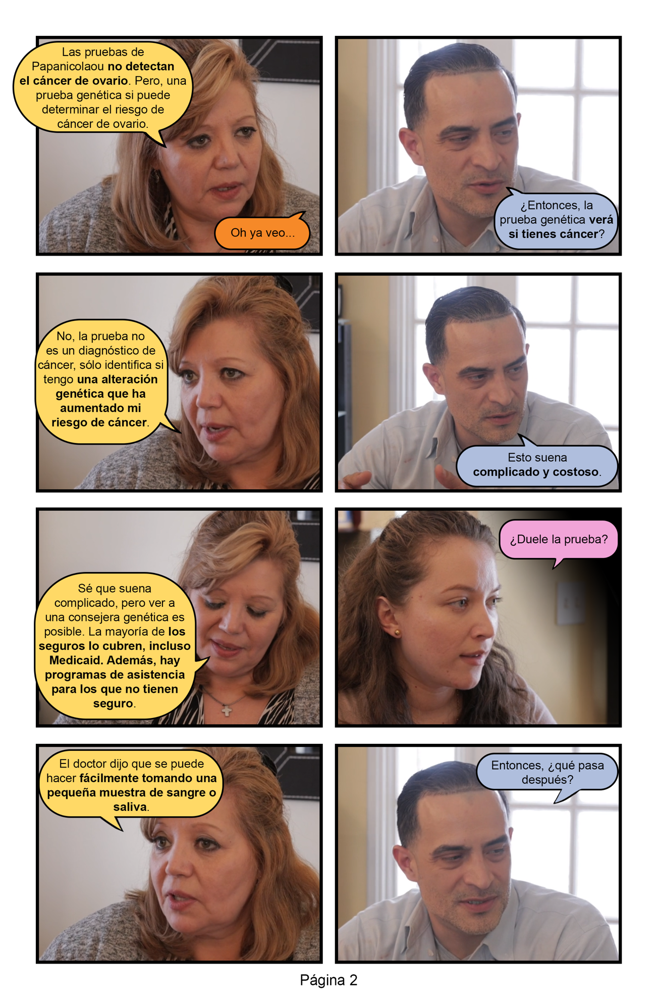 Las pruebas de
Papanicolaou no detectan
el cáncer de ovario. Pero, una
prueba genética si puede
determinar el riesgo de
cáncer de ovario.
Oh ya veo...
¿Entonces, la
prueba genética verá
si tienes cáncer?
No, la prueba no
es un diagnóstico de
cáncer, sólo identifica si
tengo una alteración
genética que ha
aumentado mi
riesgo de cáncer.
Esto suena
complicado y costoso.
Sé que suena
complicado, pero ver a
una consejera genética es
posible. La mayoría de los
seguros lo cubren, incluso
Medicaid. Además, hay
programas de asistencia
para los que no tienen
seguro.
¿Duele la prueba?
El doctor dijo que se puede
hacer fácilmente tomando una
pequeña muestra de sangre o
saliva.
Entonces, ¿qué pasa
después?
Página 2